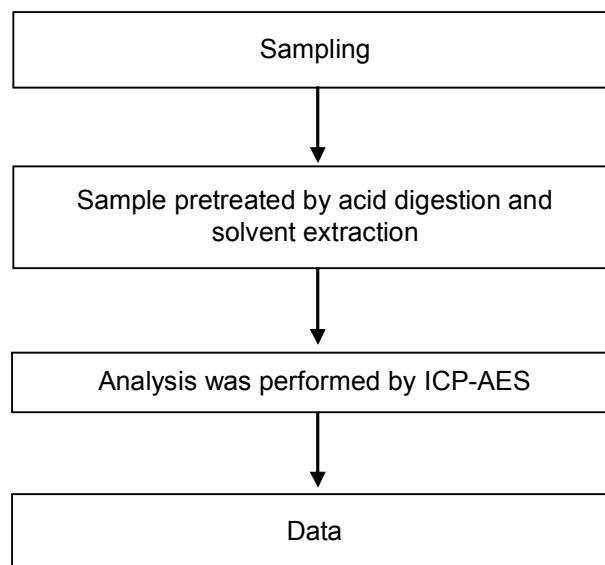 Sampling
Sample pretreated by acid digestion and
solvent extraction
Analysis was performed by ICP-AES
Data